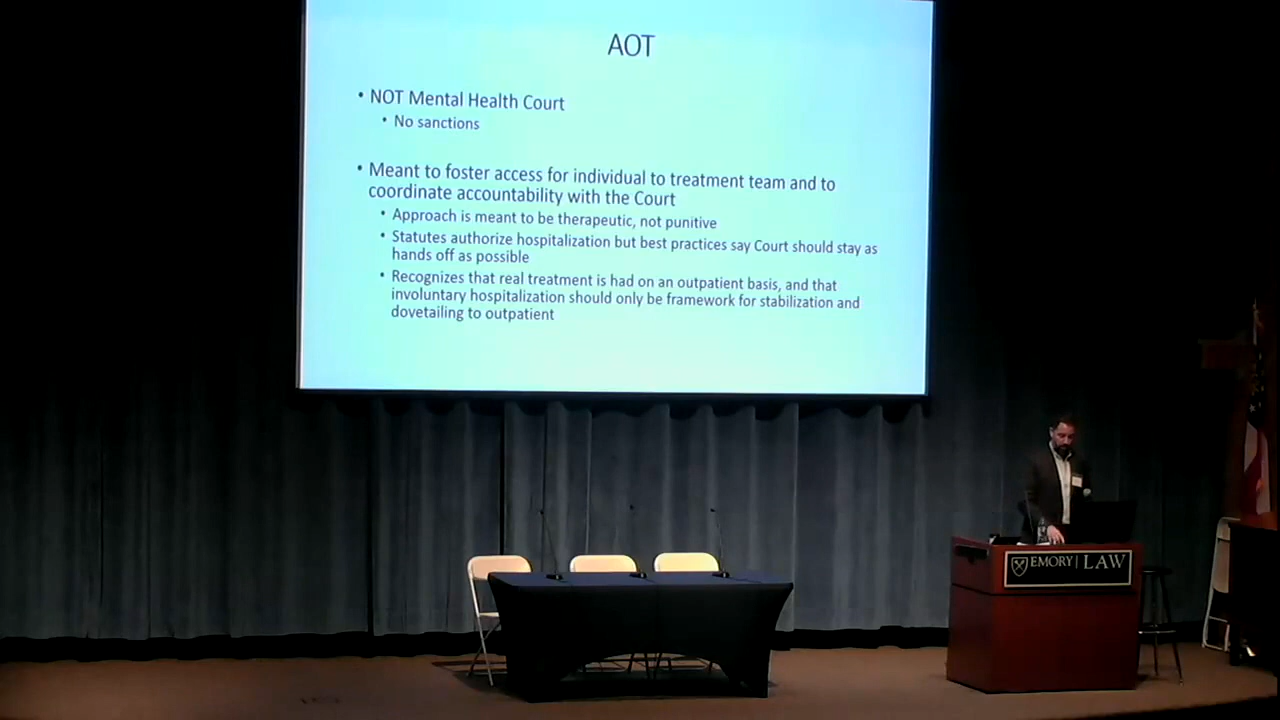 AOT
• NOT Mental Health Court
• No sanctions
• Meant to foster access for individual to treatment team and to
coordinate accountability with the Court
• Approach is meant to be therapeutic, not punitive
• Statutes authorize hospitalization but best practices say Court should stay as
hands off as possible
• Recognizes that real treatment is had on an outpatient basis, and that
involuntary hospitalization should only be framework for stabilization and
dovetailing to outpatient
EMORY | LAW